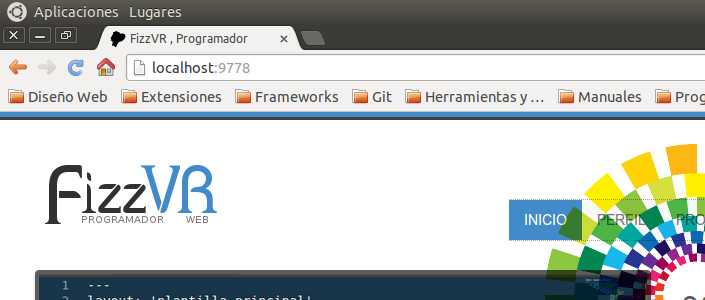 Aplicaciones Lugares
FizzVR , Programador
localhost:9778
Diseño Web Extensiones Frameworks Git Herramientas y ... Manuales Prog
FizzVR
PROGRAMADOR WEB
INICIO PERFIL PRO
1 ---
2 layout: 'plantilla principal'